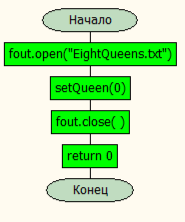 Начало
fout.open("EightQueens.txt")
setQueen(0)
fout.close( )
return 0
Конец